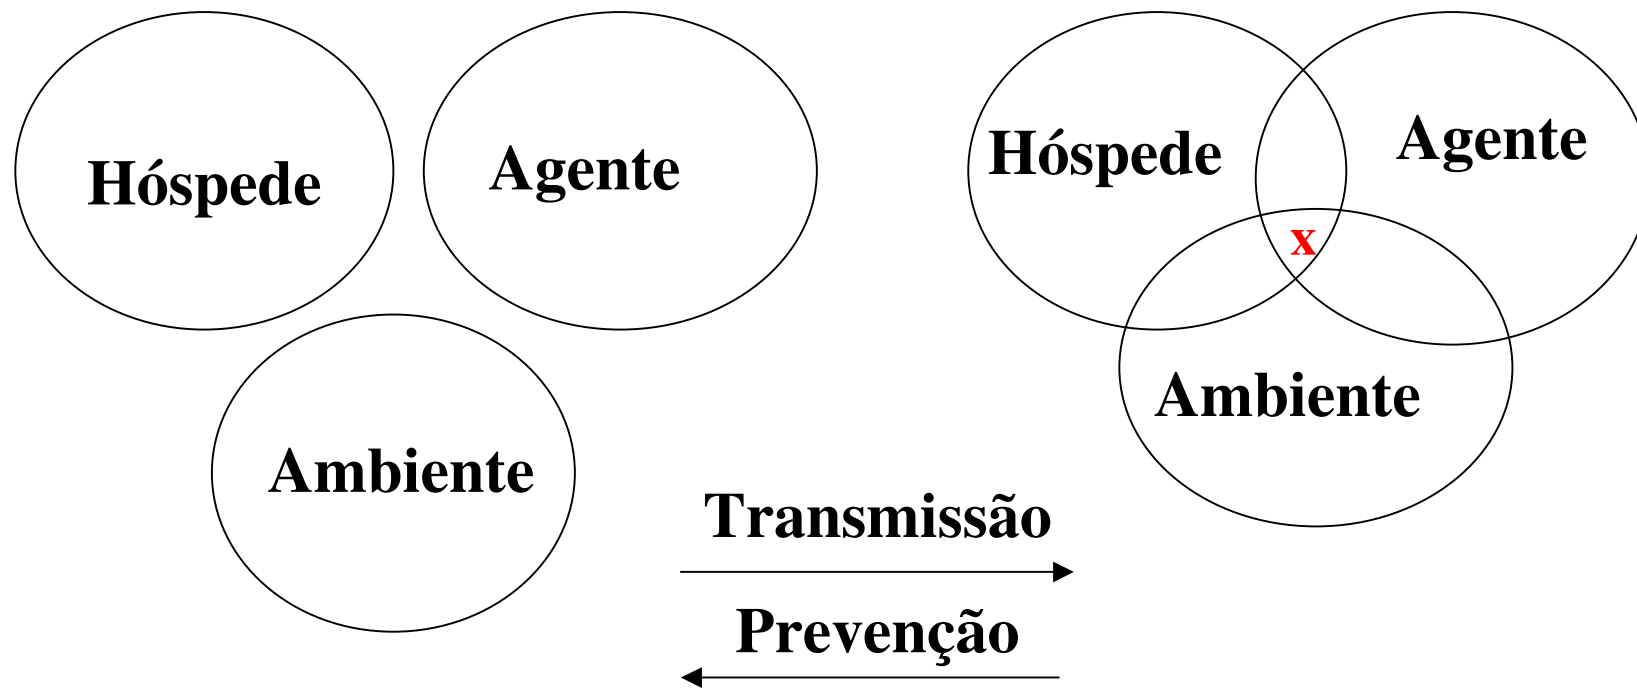 Hóspede
Agente
Ambiente
Hóspede
Agente
x
Ambiente
Transmissão
Prevenção